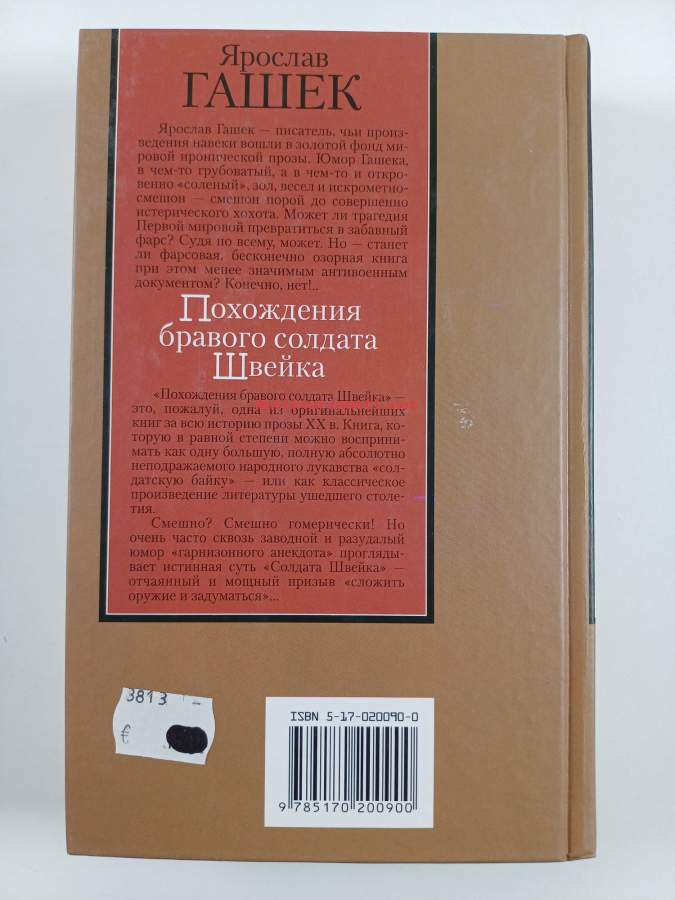 Ярослав
ГАШЕК
Ярослав Гашек — писатель, чьи произ-
ведения навеки вошли в золотой фонд ми-
ровой иронической прозы. Юмор Гашека,
в чем-то грубоватый, а в чем-то и откро-
венно «соленый», зол, весел и искрометно-
смешон — смешон порой до совершенно
истерического хохота. Может ли трагедия
Первой мировой превратиться в забавный
фарс? Судя по всему, может. Но — станет
ли фарсовая, бесконечно озорная книга
при этом менее значимым антивоенным
документом? Конечно, нет!..
Похождения
бравого солдата
Швейка
«Похождения бравого солдата Швейка» —
это, пожалуй, одна из оригинальнейших
книг за всю историю прозы XX в. Книга, ко-
торую в равной степени можно восприни-
мать как одну большую, полную абсолютно
неподражаемого народного лукавства «сол-
датскую байку» — или как классическое
произведение литературы ушедшего столе-
тия.
Смешно? Смешно гомерически! Но
очень часто сквозь заводной и разудалый
юмор «гарнизонного анекдота» проглады-
вает истинная суть «Солдата Швейка» —
отчаянный и мощный призыв «сложить
оружие и задуматься»...
3813 –
€
ISBN 5-17-020090-0
9 785170 200900